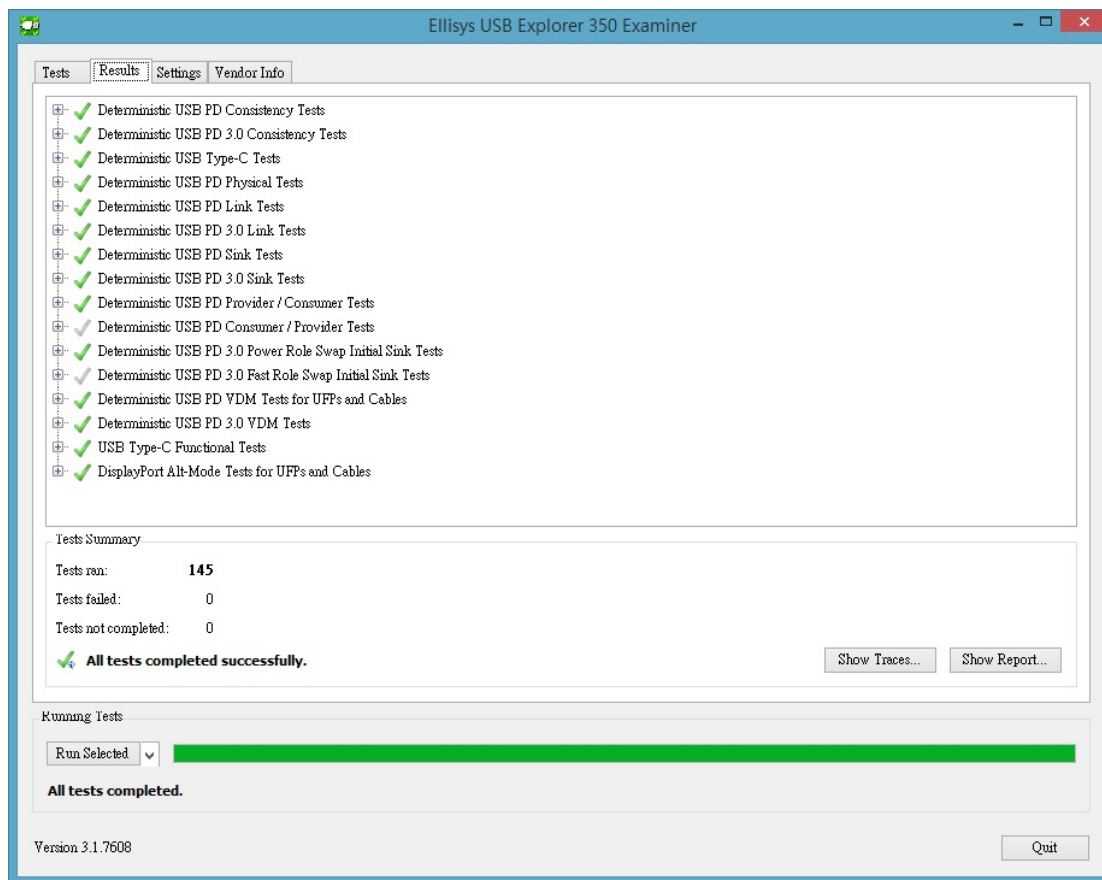 Ellisys USB Explorer 350 Examiner
Tests Results Settings Vendor Info
Deterministic USB PD Consistency Tests
Deterministic USB PD 3.0 Consistency Tests
Deterministic USB Type-C Tests
Deterministic USB PD Physical Tests
Deterministic USB PD Link Tests
Deterministic USB PD 3.0 Link Tests
Deterministic USB PD Sink Tests
Deterministic USB PD 3.0 Sink Tests
Deterministic USB PD Provider / Consumer Tests
Deterministic USB PD Consumer / Provider Tests
Deterministic USB PD 3.0 Power Role Swap Initial Sink Tests
Deterministic USB PD 3.0 Fast Role Swap Initial Sink Tests
Deterministic USB PD VDM Tests for UFPs and Cables
Deterministic USB PD 3.0 VDM Tests
USB Type-C Functional Tests
DisplayPort Alt-Mode Tests for UFPs and Cables
Tests Summary
Tests ran: 145
Tests failed: 0
Tests not completed: 0
All tests completed successfully. Show Traces... Show Report...
Running Tests
Run Selected
All tests completed.
Version 3.1.7608 Quit